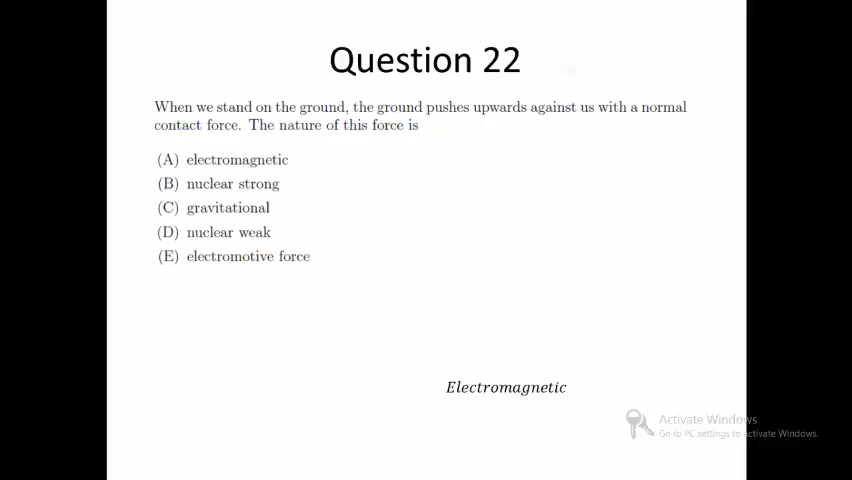 Question 22
When we stand on the ground, the ground pushes upwards against us with a normal
contact force. The nature of this force is
(A) electromagnetic
(B) nuclear strong
(C) gravitational
(D) nuclear weak
(E) electromotive force
Electromagnetic
Activate Windows
Go to PC settings to activate Windows.